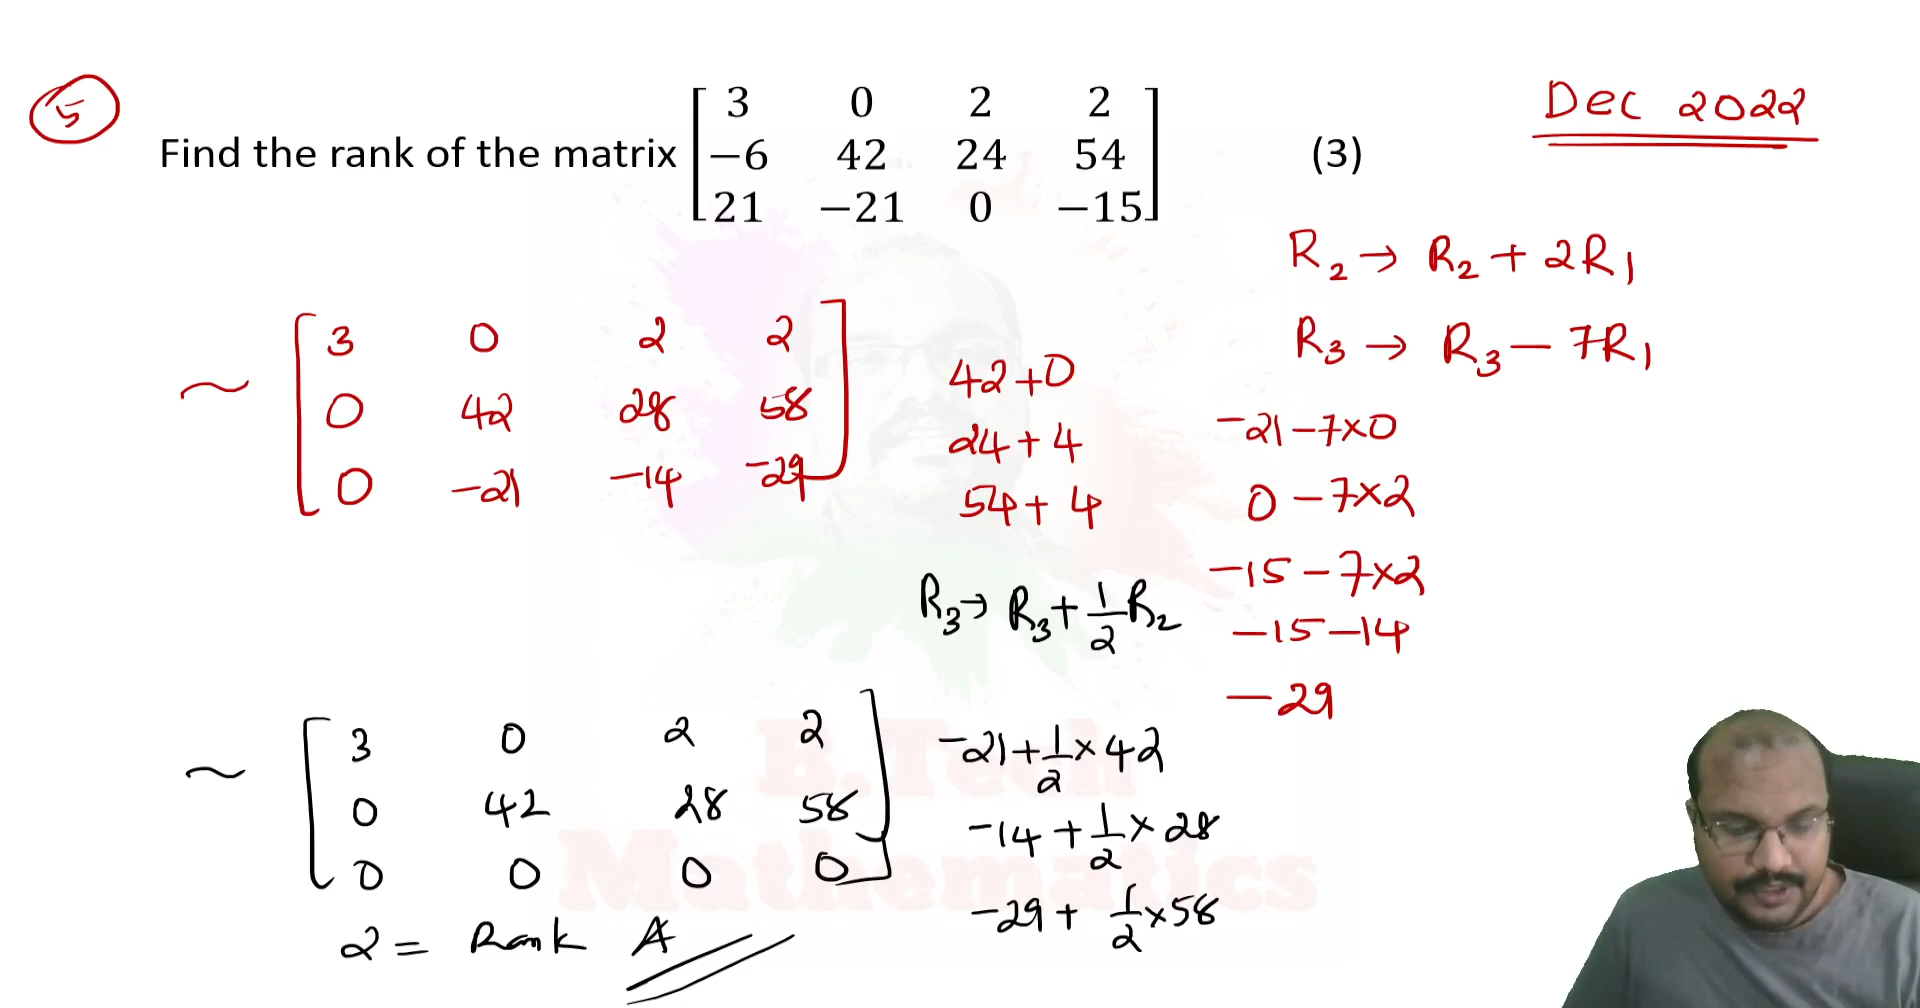 5
Dec 2022
Find the rank of the matrix [3 0 2 2
-6 42 24 54
21 -21 0 -15] (3)
R₂ → R₂ + 2R₁
R₃ → R₃ - 7R₁
~ [3 0 2 2
0 42 28 58
0 -21 -14 -29]
42+0
24+4
54+4
-21-7×0
0-7×2
-15-7×2
-15-14
-29
R₃→ R₃+½R₂
~ [3 0 2 2
0 42 28 58
0 0 0 0]
-21+½×42
-14+½×28
-29+½×58
2 = Rank A
B.Tech
Mathematics